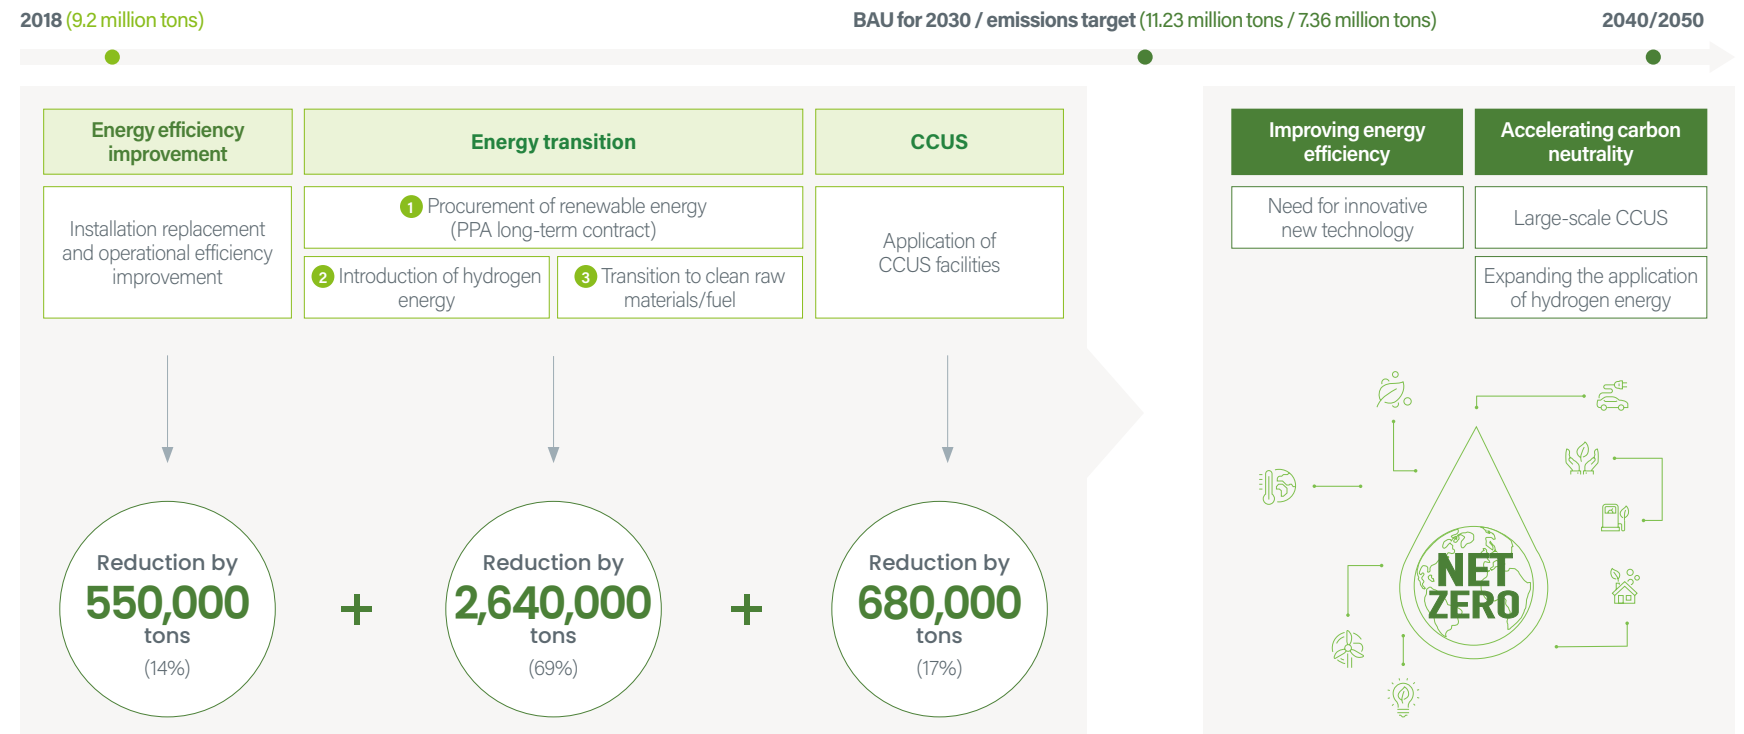 2018 (9.2 million tons)
BAU for 2030 / emissions target (11.23 million tons / 7.36 million tons)
2040/2050
Energy efficiency
improvement
Energy transition
CCUS
Installation replacement
and operational efficiency
improvement
1 Procurement of renewable energy
(PPA long-term contract)
2 Introduction of hydrogen
energy
3 Transition to clean raw
materials/fuel
Application of
CCUS facilities
Reduction by
550,000
tons
(14%)
+
Reduction by
2,640,000
tons
(69%)
+
Reduction by
680,000
tons
(17%)
Improving energy
efficiency
Accelerating carbon
neutrality
Need for innovative
new technology
Large-scale CCUS
Expanding the application
of hydrogen energy
NET
ZERO